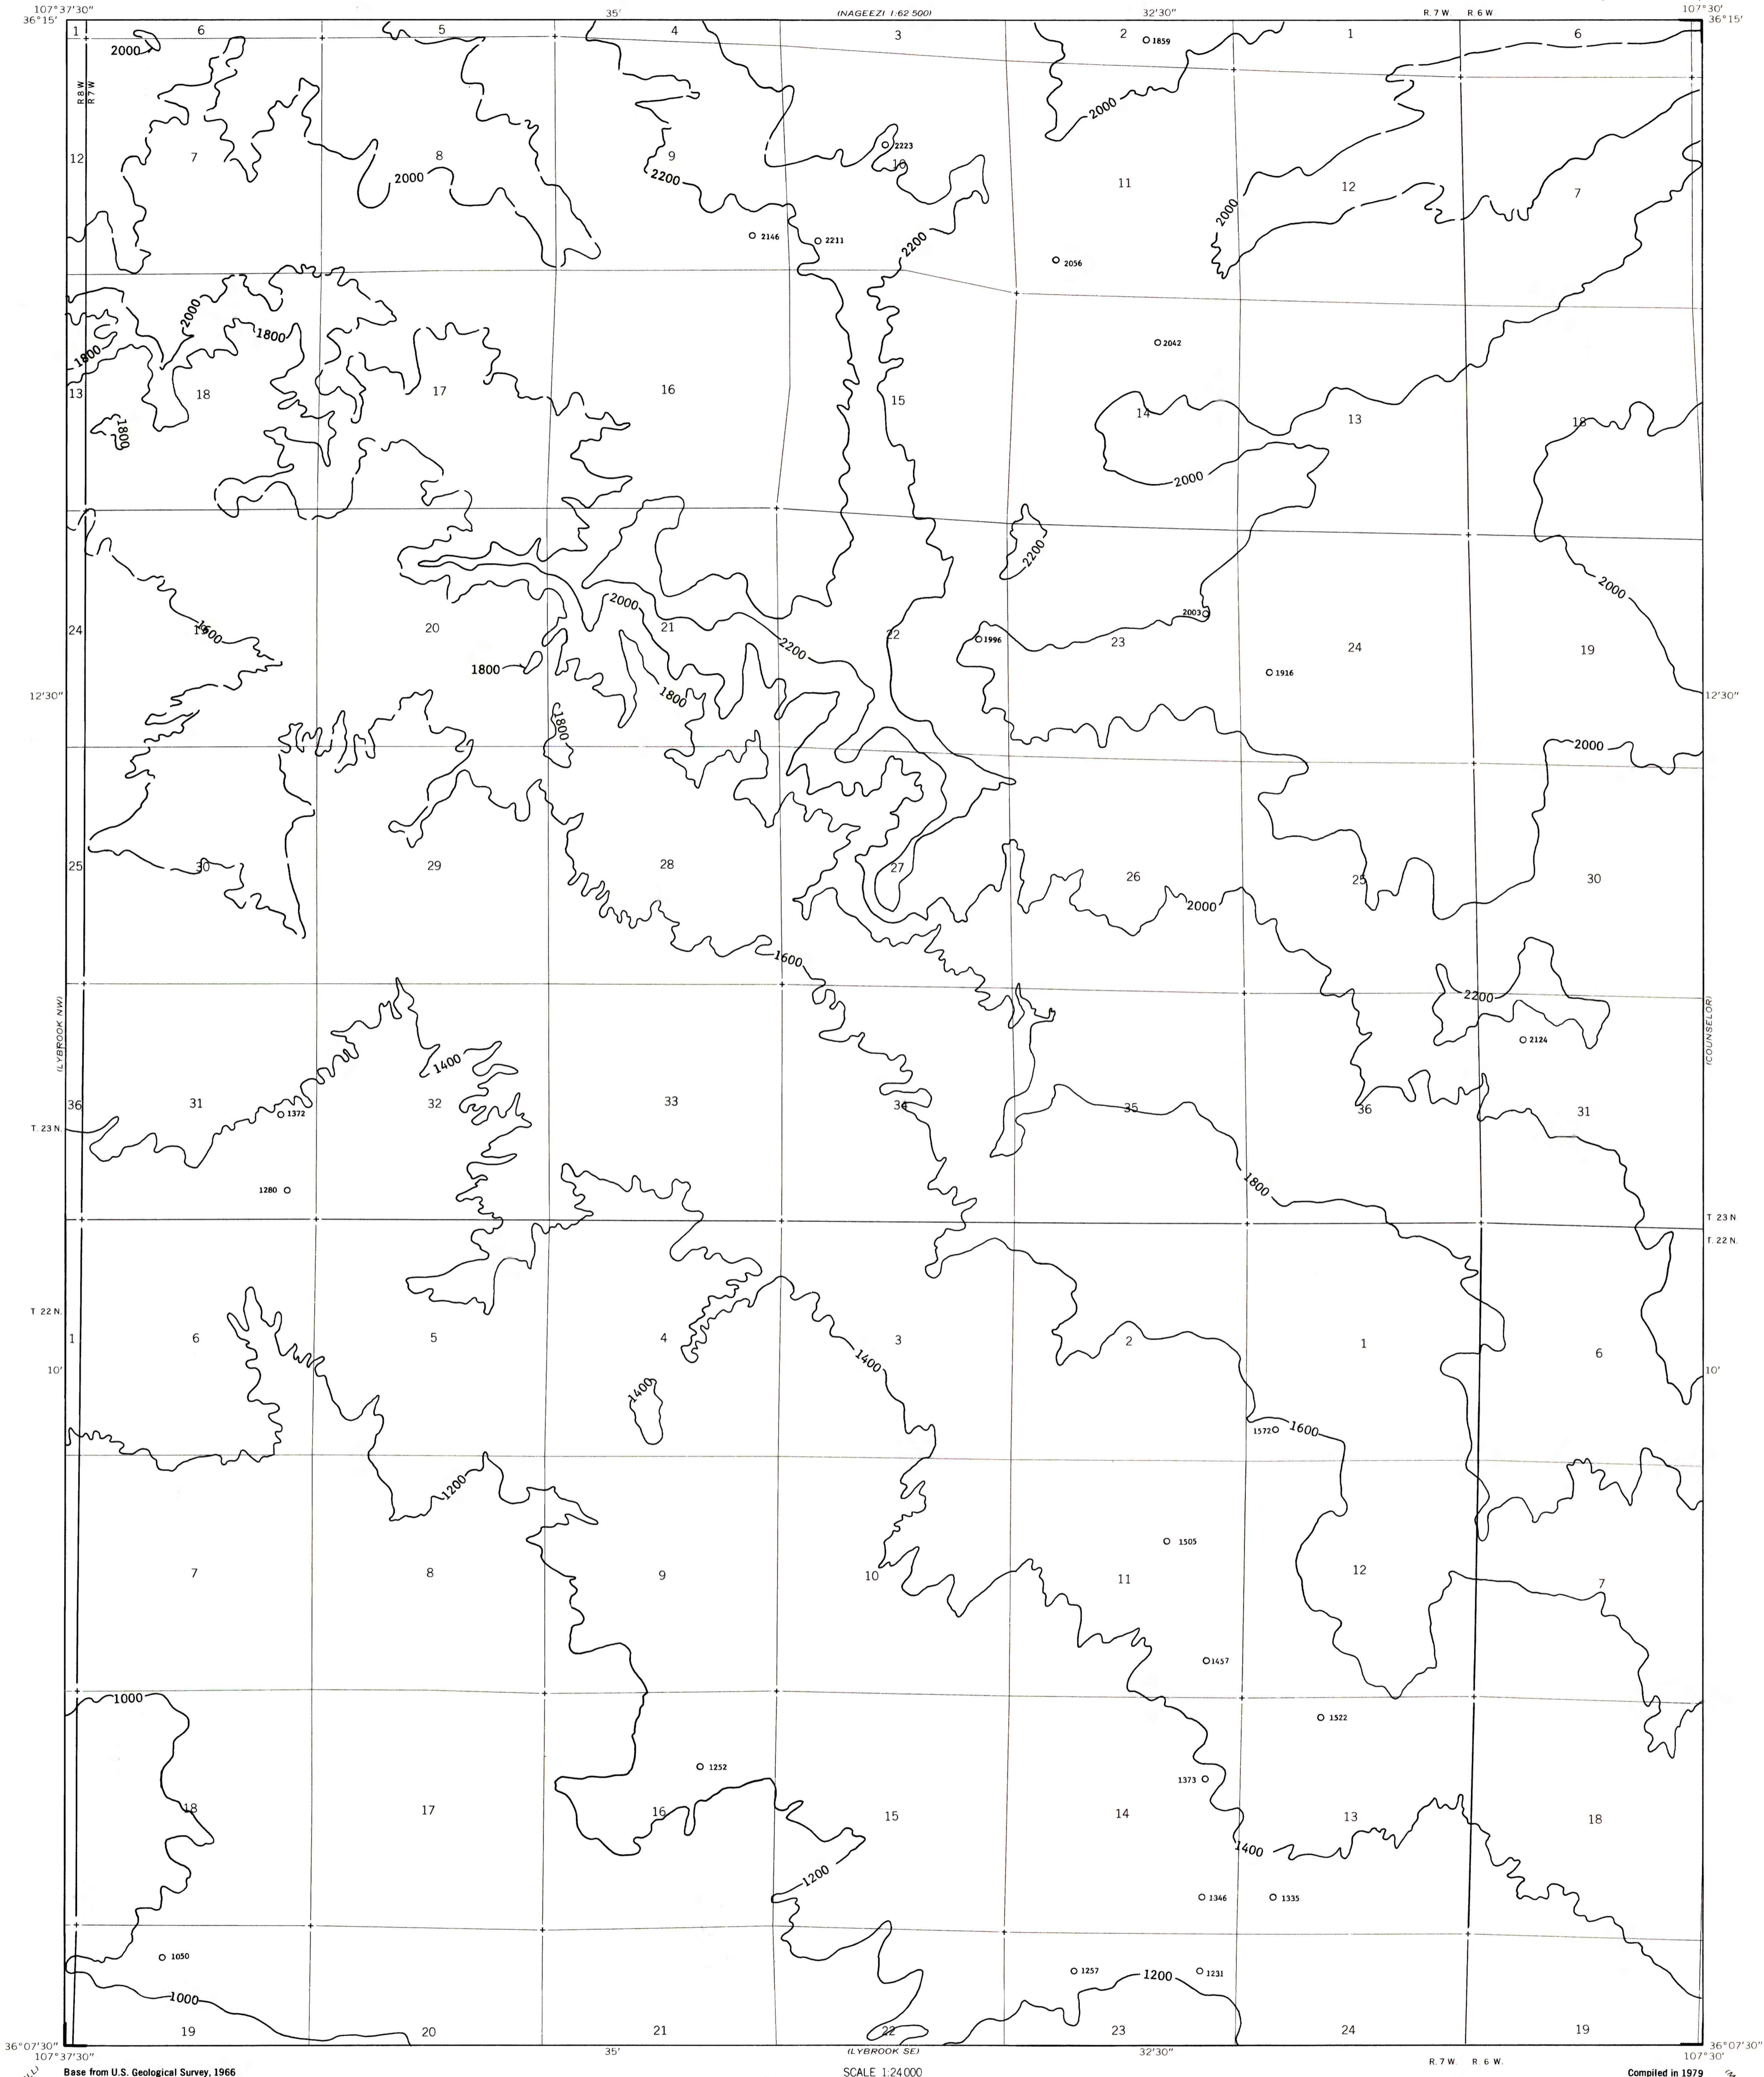 107°37'30" 35' (NAGEEZI 1:62 500) 32'30" R. 7 W. R. 6 W 107°30'
36°15' 36°15'
1 6 5 4 3 2 1859 1 6
2000
R8W
R7W
2000
12 7 8 9 2223 10 11 12 7
2200 2000
2000
2146 2211 2200 2056
2000 1800
1800 2042
13 18 17 16 15 14 13 18
1800
2000
2200
2000
2000 2003
24 19 1600 20 21 22 1996 23 24 19
1800 2200 1916
1800
12'30" 12'30"
1800
2000
25 30 29 28 27 26 25 30
2000
1600
(LYBROOK NW) 2200 (COUNSELOR)
2124
1400
36 31 1372 32 33 34 35 36 31
T. 23 N.
1280 1800
T. 23 N.
T. 22 N.
T. 22 N.
1 6 5 4 3 2 1 6
1400
10' 10'
1400
1572 1600
1200
1505
7 8 9 10 11 12 7
1457
1000
1522
1252 1373
18 17 16 15 14 13 18
1400
1200
1346 1335
1050
1257 1200 1231
1000
19 20 21 22 23 24 19
36°07'30" 36°07'30"
107°37'30" 35' (LYBROOK SE) 32'30" 107°30'
R. 7 W. R. 6 W.
Base from U.S. Geological Survey, 1966 SCALE 1:24 000 Compiled in 1979